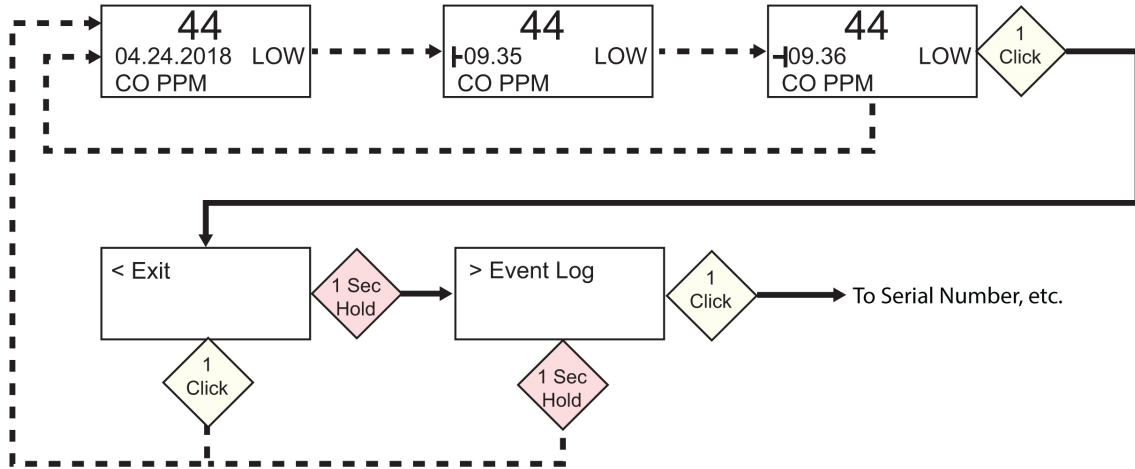 44
04.24.2018 LOW
CO PPM
44
09.35 LOW
CO PPM
44
09.36 LOW
CO PPM
1
Click
< Exit
1 Sec
Hold
> Event Log
1
Click
To Serial Number, etc.
1
Click
1 Sec
Hold